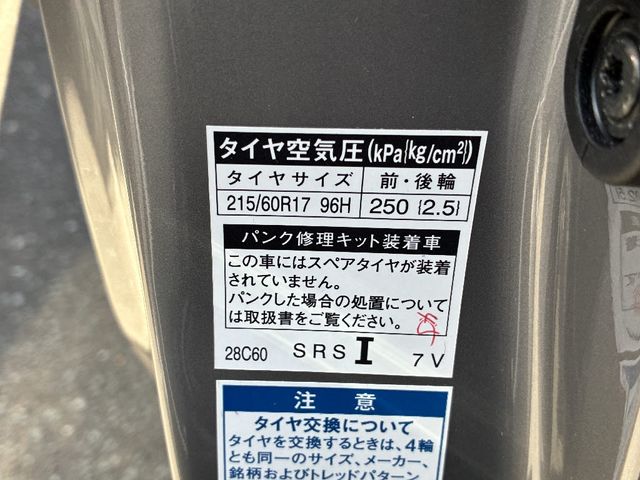 タイヤ空気圧(kPa{kg/cm²})
タイヤサイズ 前・後輪
215/60R17 96H 250 {2.5}
パンク修理キット装着車
この車にはスペアタイヤが装着
されていません。
パンクした場合の処置について
は取扱書をご覧ください。
28C60 SRS I 7V
注 意
タイヤ交換について
タイヤを交換するときは、4輪
とも同一のサイズ、メーカー、
銘柄およびトレッドパターン